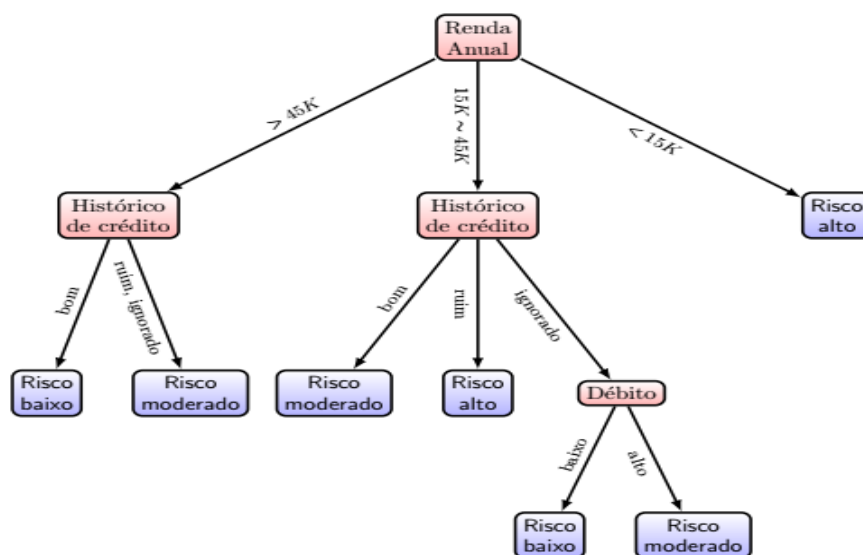 Renda
Anual
> 45K
15K ~ 45K
< 15K
Histórico
de crédito
Histórico
de crédito
Risco
alto
bom
ruim, ignorado
bom
ruim
ignorado
Risco
baixo
Risco
moderado
Risco
moderado
Risco
alto
Débito
baixo
alto
Risco
baixo
Risco
moderado